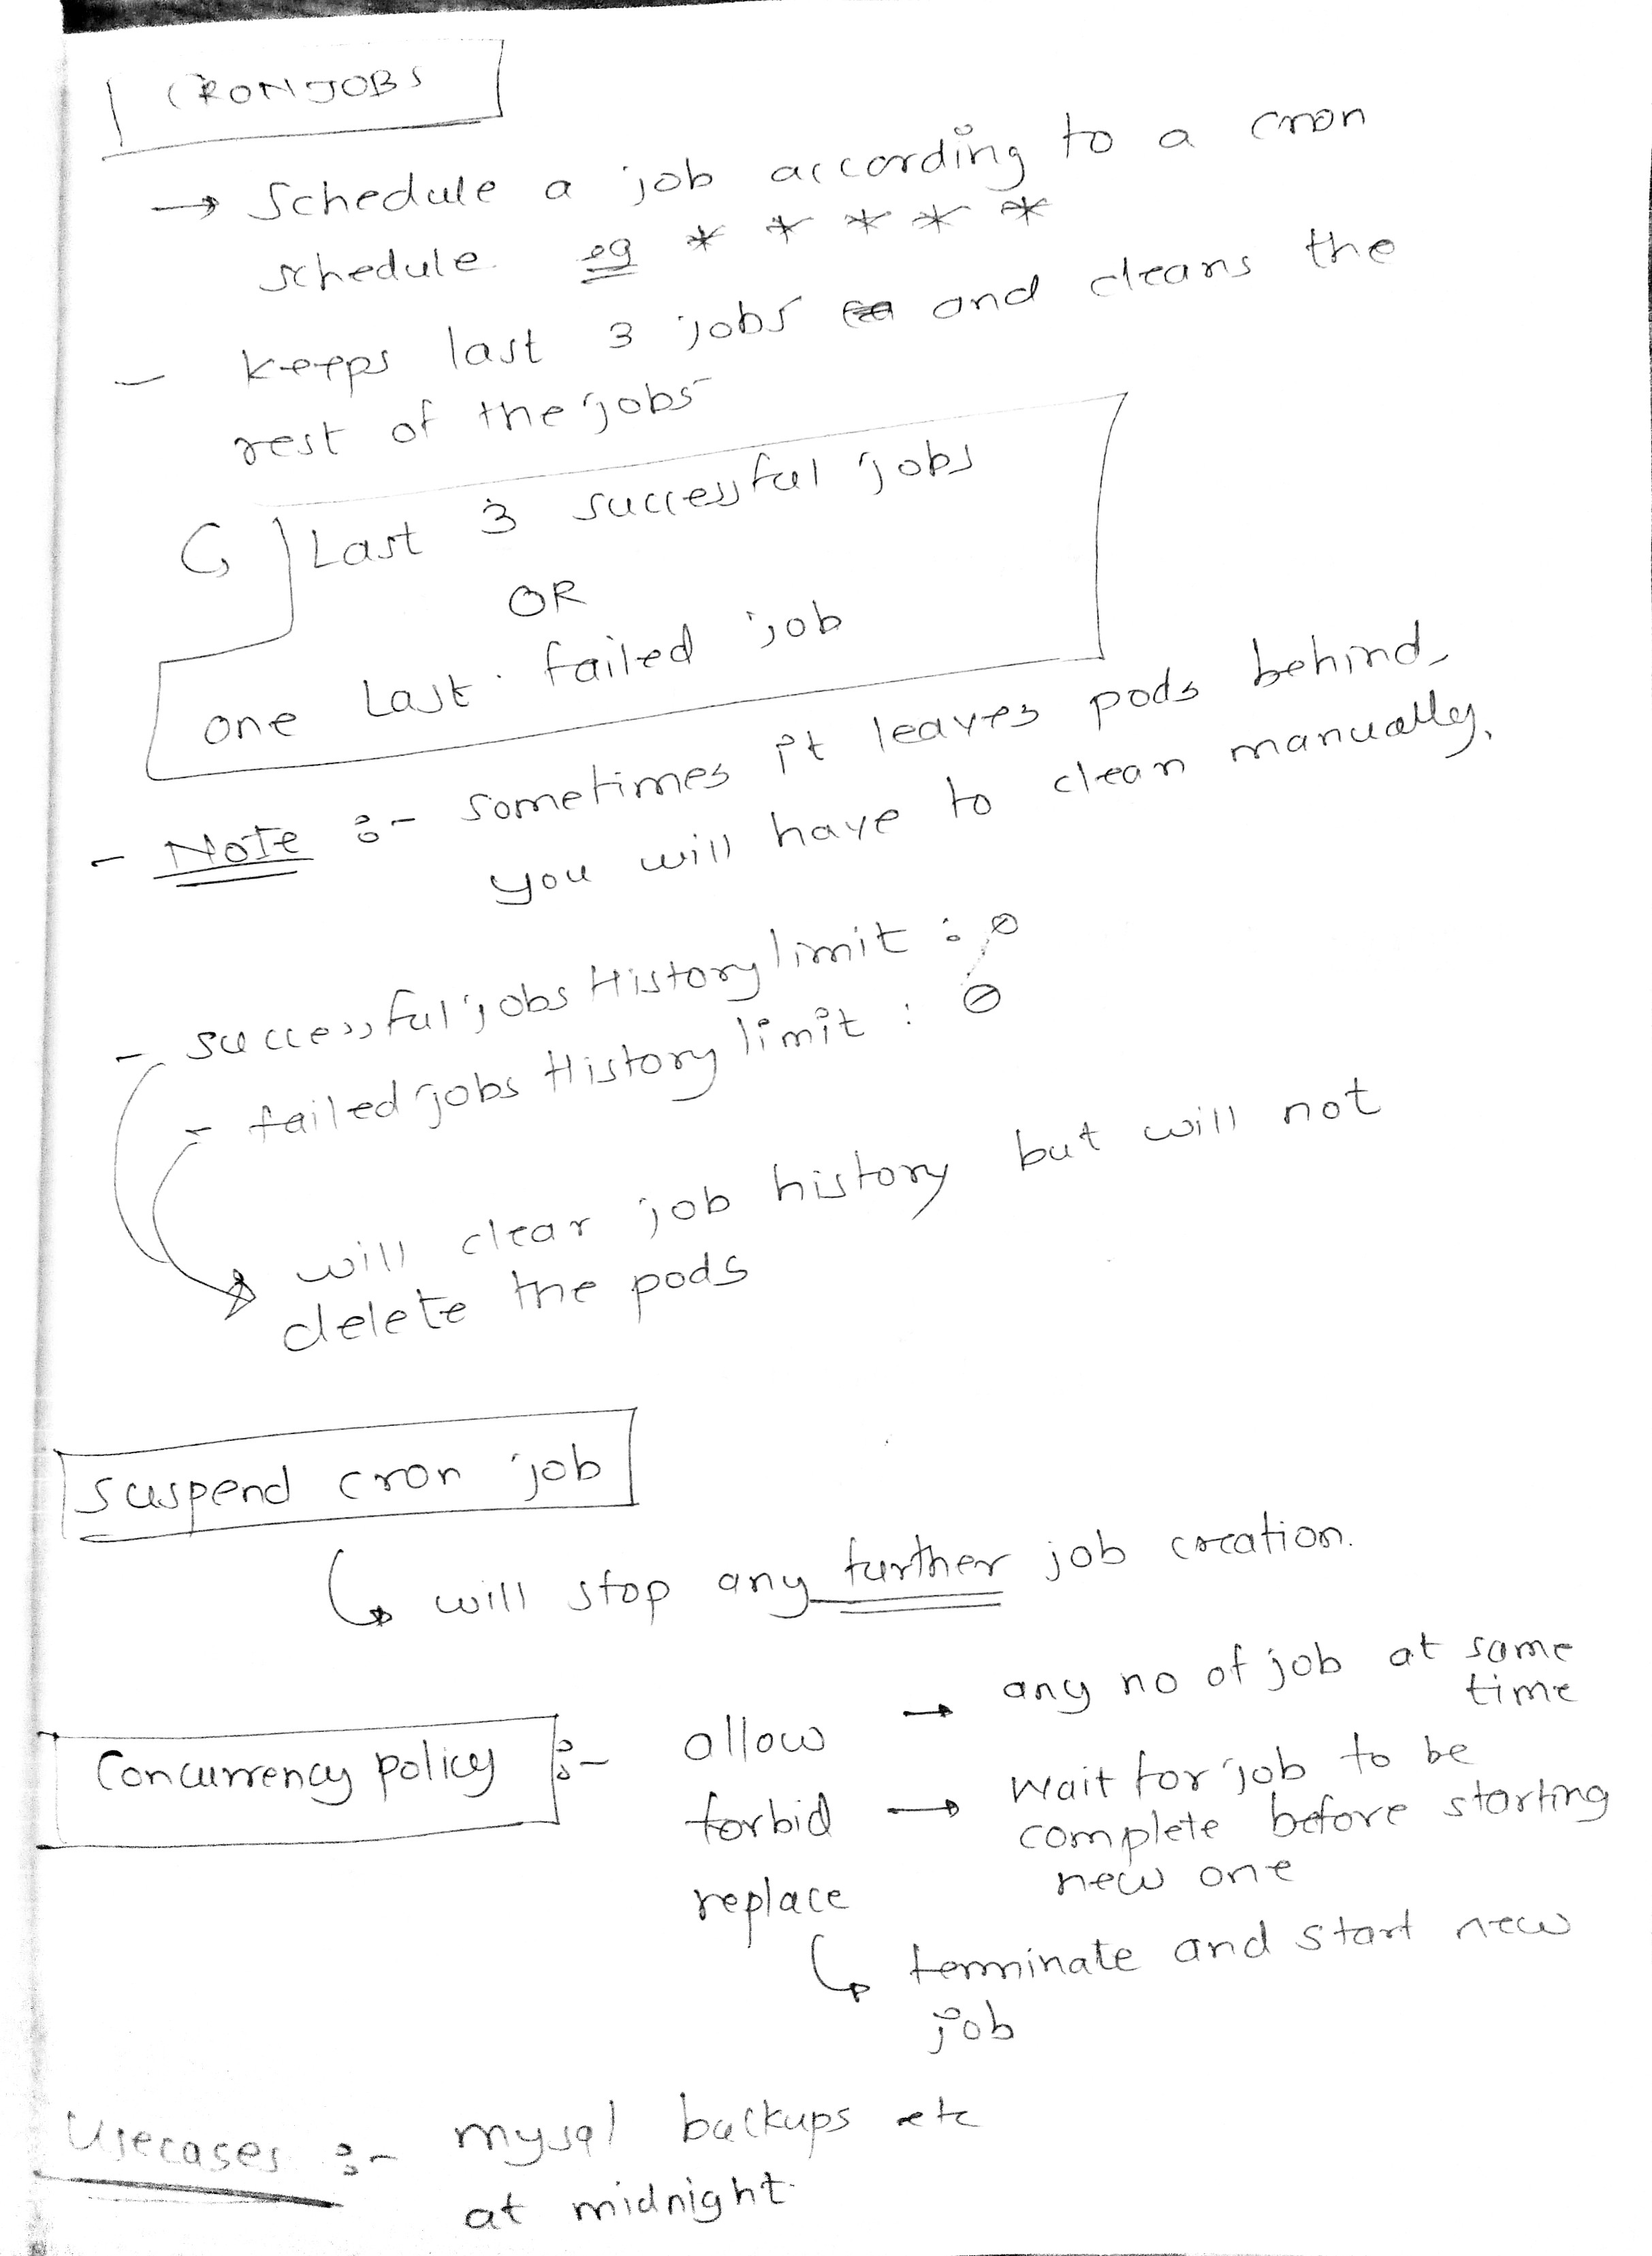 CRONJOBS
→ Schedule a job according to a cron
schedule. eg * * * * *
- keeps last 3 jobs and cleans the
rest of the jobs
Last 3 successful jobs
OR
one Last failed job
- NOTE :- sometimes it leaves pods behind,
you will have to clean manually.
- successful jobs History limit : 0
- failed jobs History limit : 0
will clear job history but will not
delete the pods
suspend cron job
will stop any further job creation.
Concurrency policy :- allow → any no of job at same
time
forbid → wait for job to be
complete before starting
new one
replace
terminate and start new
job
Usecases :- mysql backups etc
at midnight.